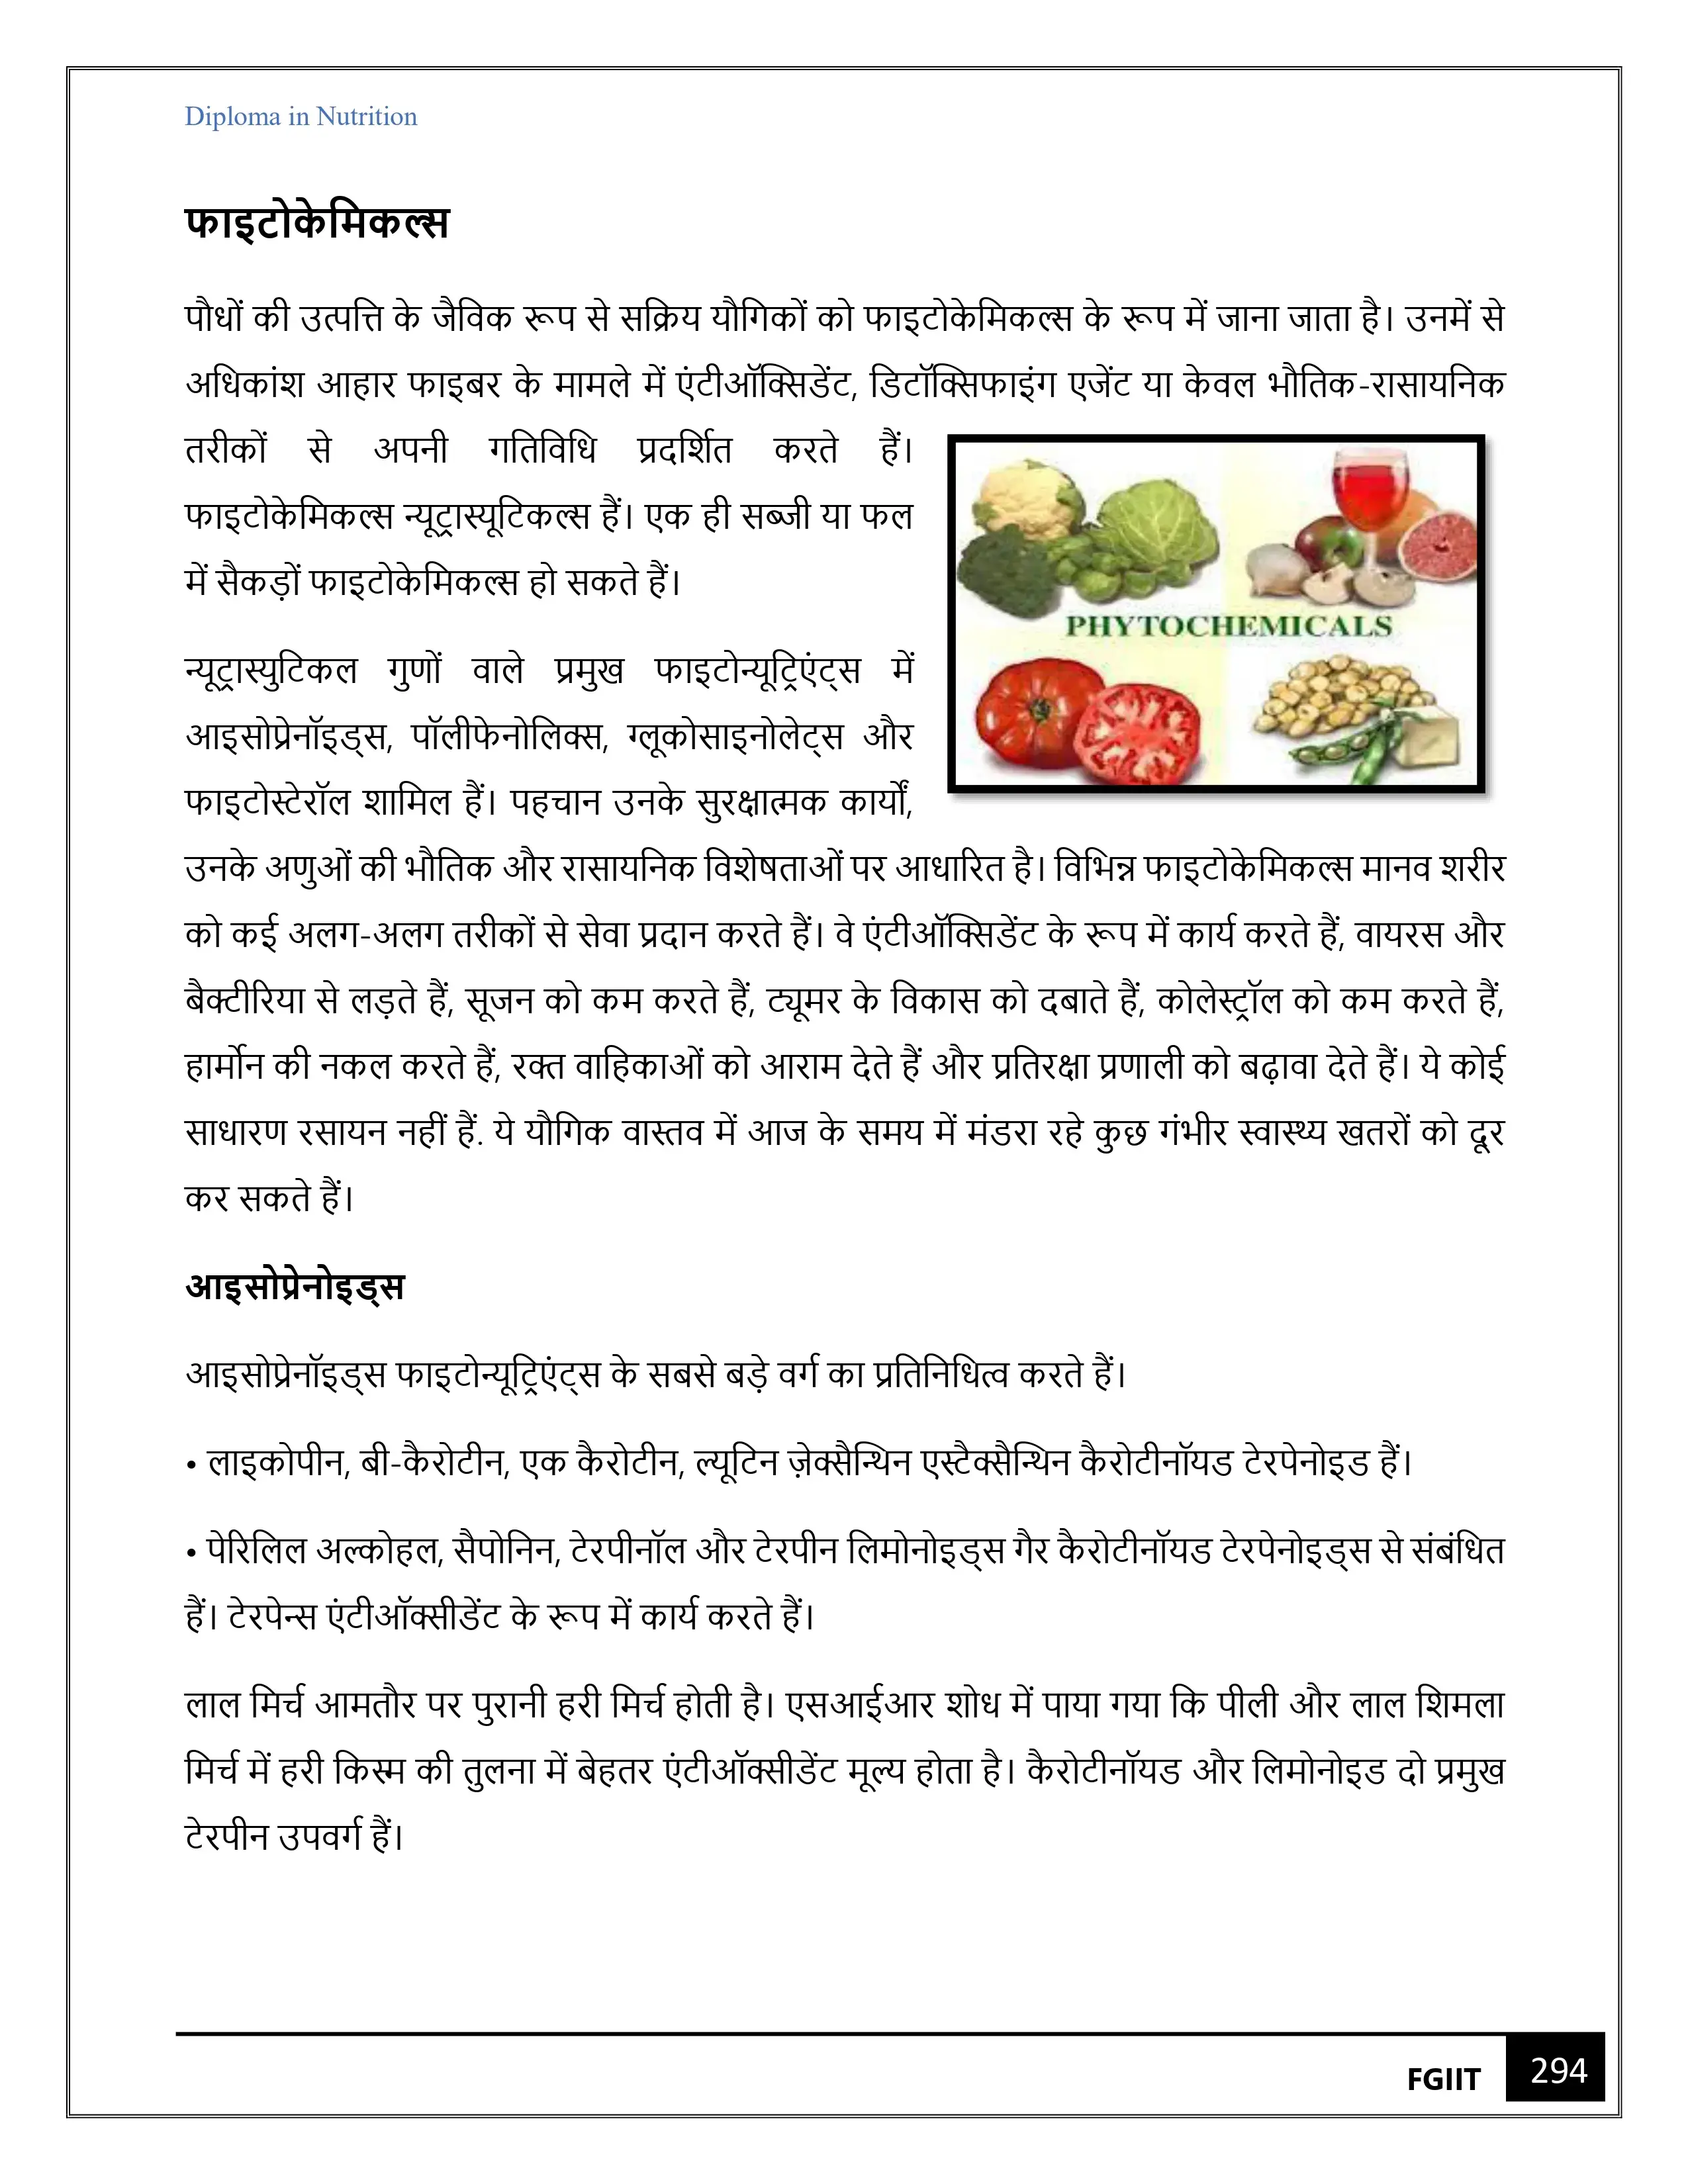 Diploma in Nutrition
फाइटोकेमिकल्स
पौधों की उत्पत्ति के जैविक रूप से सक्रिय यौगिकों को फाइटोकेमिकल्स के रूप में जाना जाता है। उनमें से
अधिकांश आहार फाइबर के मामले में एंटीऑक्सिडेंट, डिटॉक्सिफाइंग एजेंट या केवल भौतिक-रासायनिक
तरीकों से अपनी गतिविधि प्रदर्शित करते हैं।
फाइटोकेमिकल्स न्यूट्रास्यूटिकल्स हैं। एक ही सब्जी या फल
में सैकड़ों फाइटोकेमिकल्स हो सकते हैं।
PHYTOCHEMICALS
न्यूट्रास्युटिकल गुणों वाले प्रमुख फाइटोन्यूट्रिएंट्स में
आइसोप्रेनॉइड्स, पॉलीफेनोलिक्स, ग्लूकोसाइनोलेट्स और
फाइटोस्टेरॉल शामिल हैं। पहचान उनके सुरक्षात्मक कार्यों,
उनके अणुओं की भौतिक और रासायनिक विशेषताओं पर आधारित है। विभिन्न फाइटोकेमिकल्स मानव शरीर
को कई अलग-अलग तरीकों से सेवा प्रदान करते हैं। वे एंटीऑक्सिडेंट के रूप में कार्य करते हैं, वायरस और
बैक्टीरिया से लड़ते हैं, सूजन को कम करते हैं, ट्यूमर के विकास को दबाते हैं, कोलेस्ट्रॉल को कम करते हैं,
हार्मोन की नकल करते हैं, रक्त वाहिकाओं को आराम देते हैं और प्रतिरक्षा प्रणाली को बढ़ावा देते हैं। ये कोई
साधारण रसायन नहीं हैं. ये यौगिक वास्तव में आज के समय में मंडरा रहे कुछ गंभीर स्वास्थ्य खतरों को दूर
कर सकते हैं।
आइसोप्रेनोइड्स
आइसोप्रेनॉइड्स फाइटोन्यूट्रिएंट्स के सबसे बड़े वर्ग का प्रतिनिधित्व करते हैं।
• लाइकोपीन, बी-कैरोटीन, एक कैरोटीन, ल्यूटिन ज़ेक्सैन्थिन एस्टैक्सैन्थिन कैरोटीनॉयड टेरपेनोइड हैं।
• पेरिलिल अल्कोहल, सैपोनिन, टेरपीनॉल और टेरपीन लिमोनोइड्स गैर कैरोटीनॉयड टेरपेनोइड्स से संबंधित
हैं। टेरपेन्स एंटीऑक्सीडेंट के रूप में कार्य करते हैं।
लाल मिर्च आमतौर पर पुरानी हरी मिर्च होती है। एसआईआर शोध में पाया गया कि पीली और लाल शिमला
मिर्च में हरी किस्म की तुलना में बेहतर एंटीऑक्सीडेंट मूल्य होता है। कैरोटीनॉयड और लिमोनोइड दो प्रमुख
टेरपीन उपवर्ग हैं।
FGIIT 294